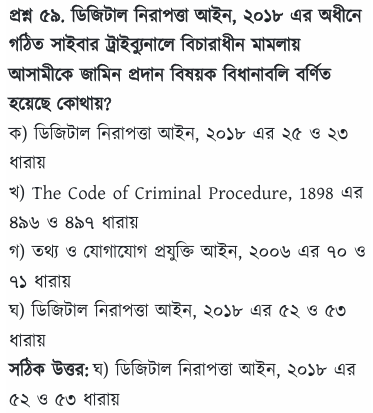 প্রশ্ন ৫৯. ডিজিটাল নিরাপত্তা আইন, ২০১৮ এর অধীনে
গঠিত সাইবার ট্রাইব্যুনালে বিচারাধীন মামলায়
আসামীকে জামিন প্রদান বিষয়ক বিধানাবলি বর্ণিত
হয়েছে কোথায়?
ক) ডিজিটাল নিরাপত্তা আইন, ২০১৮ এর ২৫ ও ২৩
ধারায়
খ) The Code of Criminal Procedure, 1898 এর
৪৯৬ ও ৪৯৭ ধারায়
গ) তথ্য ও যোগাযোগ প্রযুক্তি আইন, ২০০৬ এর ৭০ ও
৭১ ধারায়
ঘ) ডিজিটাল নিরাপত্তা আইন, ২০১৮ এর ৫২ ও ৫৩
ধারায়
সঠিক উত্তর: ঘ) ডিজিটাল নিরাপত্তা আইন, ২০১৮ এর
৫২ ও ৫৩ ধারায়